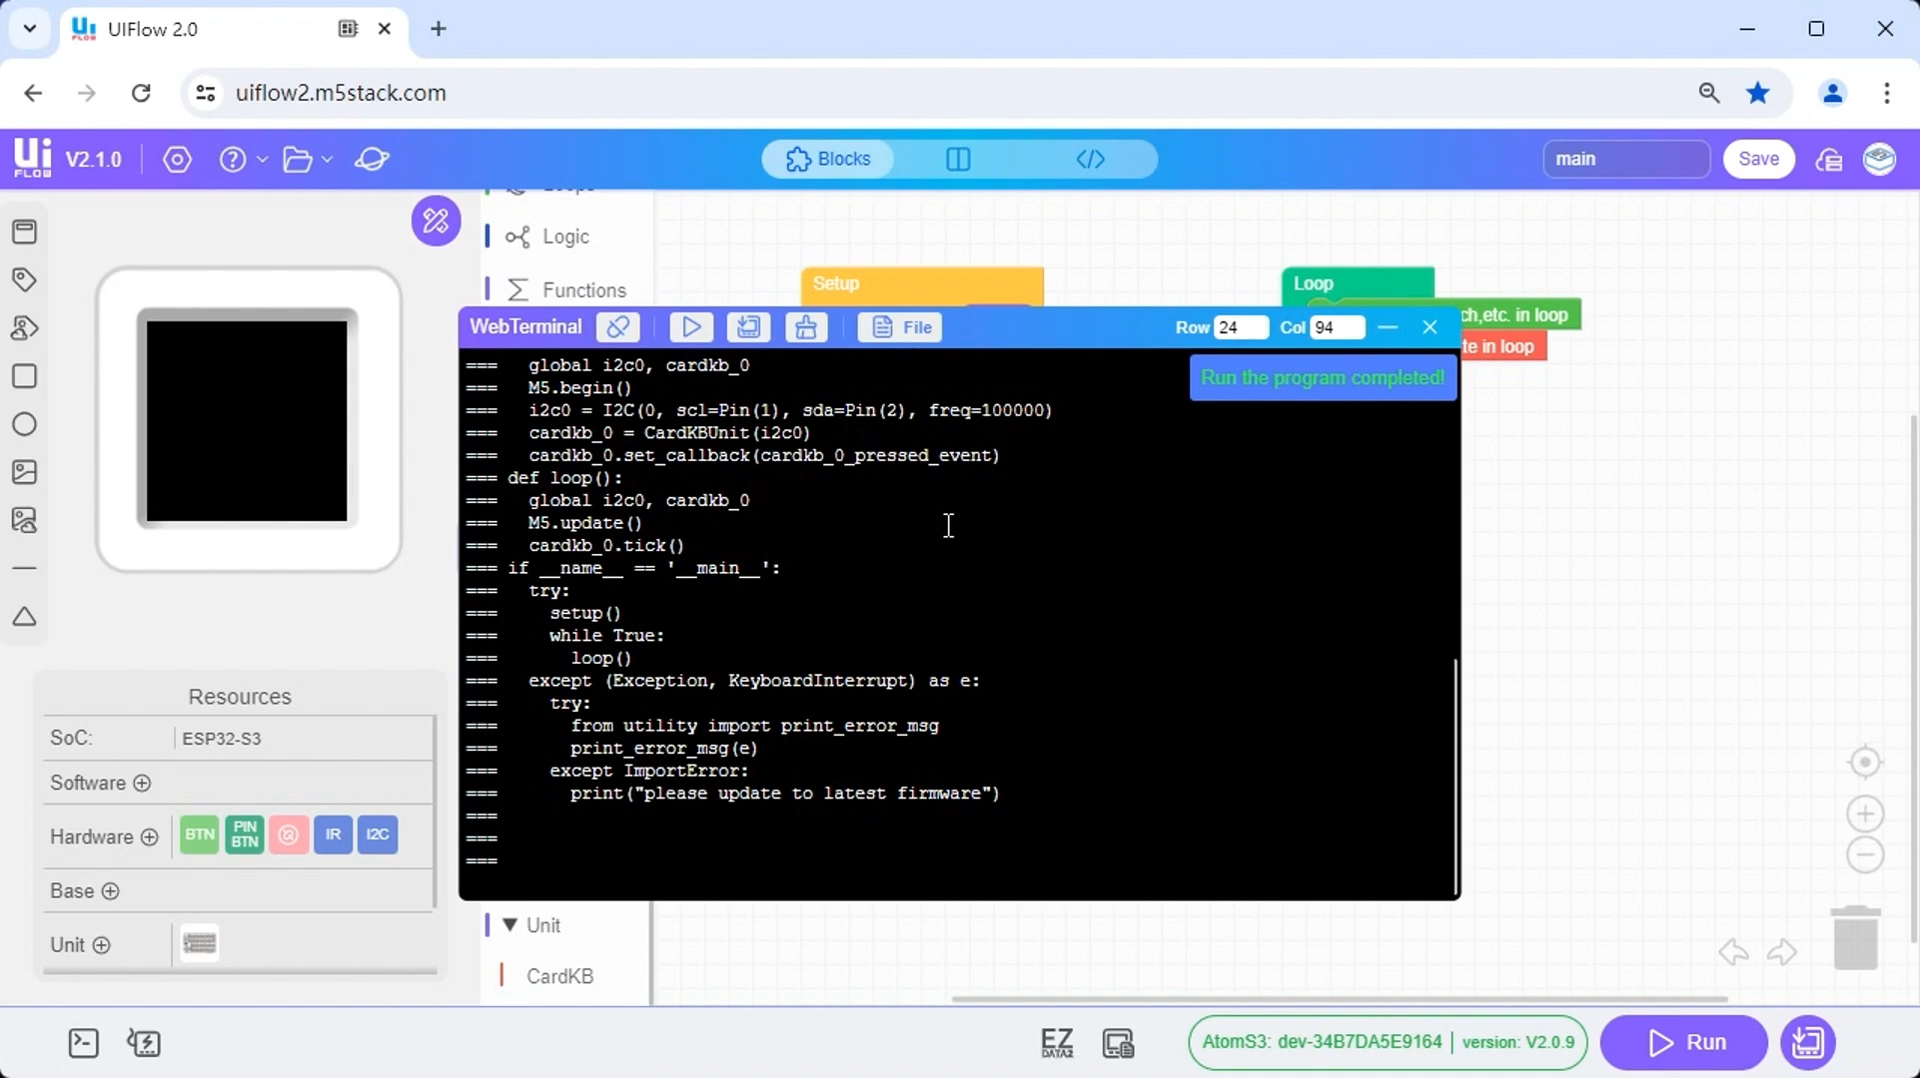 UIFlow 2.0
uiflow2.m5stack.com
Ui FLOW V2.1.0
Blocks
main
Save
Logic
Functions
Setup
Loop
ch,etc. in loop
te in loop
WebTerminal
File
Row 24 Col 94
Run the program completed!
===   global i2c0, cardkb_0
===   M5.begin()
===   i2c0 = I2C(0, scl=Pin(1), sda=Pin(2), freq=100000)
===   cardkb_0 = CardKBUnit(i2c0)
===   cardkb_0.set_callback(cardkb_0_pressed_event)
=== def loop():
===   global i2c0, cardkb_0
===   M5.update()
===   cardkb_0.tick()
=== if __name__ == '__main__':
===   try:
===     setup()
===     while True:
===       loop()
===   except (Exception, KeyboardInterrupt) as e:
===     try:
===       from utility import print_error_msg
===       print_error_msg(e)
===     except ImportError:
===       print("please update to latest firmware")
===
===
===
Resources
SoC: ESP32-S3
Software
Hardware BTN PIN BTN IR I2C
Base
Unit
Unit
CardKB
EZ DATA2
AtomS3: dev-34B7DA5E9164 | version: V2.0.9
Run